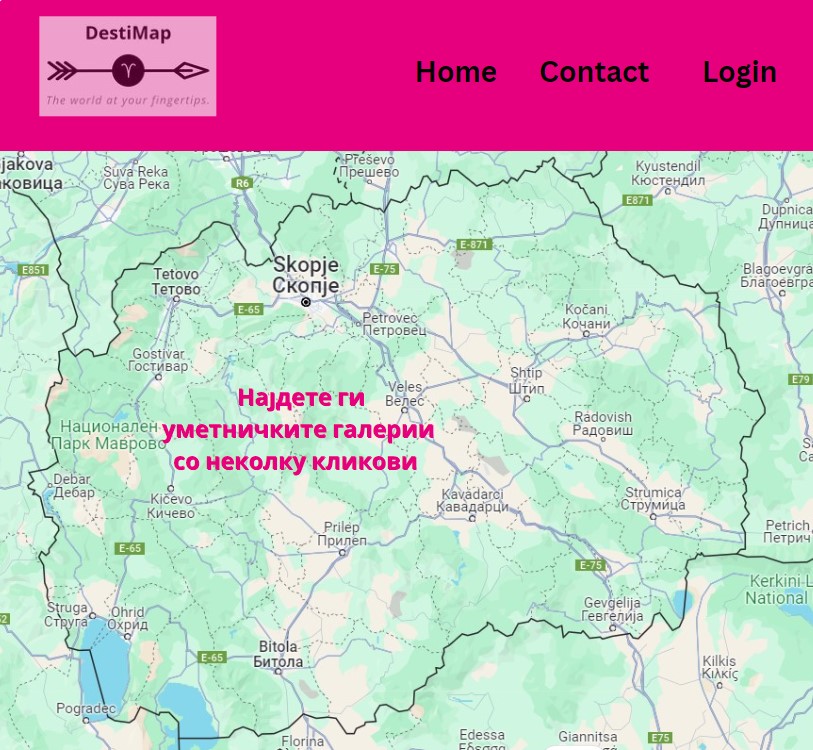 DestiMap
The world at your fingertips.
Home Contact Login
Preševo
Прешево
jakova
ковица
Suva Reka
Сува Река
R6
Kyustendil
Кюстендил
E871
Dupnica
Дупница
E-871
E851
Skopje
Скопје
E-75
Tetovo
Тетово
Blagoevgra
Благоевгра
E-65
Petrovec
Петровец
Kočani
Кочани
Gostivar
Гостивар
Shtip
Штип
E79
Veles
Велес
Најдете ги
уметничките галерии
со неколку кликови
Национален
Парк Маврово
Radovish
Радовиш
Debar
Дебар
Kičevo
Кичево
Kavadarci
Кавадарци
Strumica
Струмица
Prilep
Прилеп
Petrich
Петрич
E-65
E-75
Kerkini L
National
Struga
Струга
Ohrid
Охрид
Gevgelija
Гевгелија
E-65
Bitola
Битола
Kilkis
Κιλκίς
Pogradec
Florina
Edessa
Giannitsa
E75